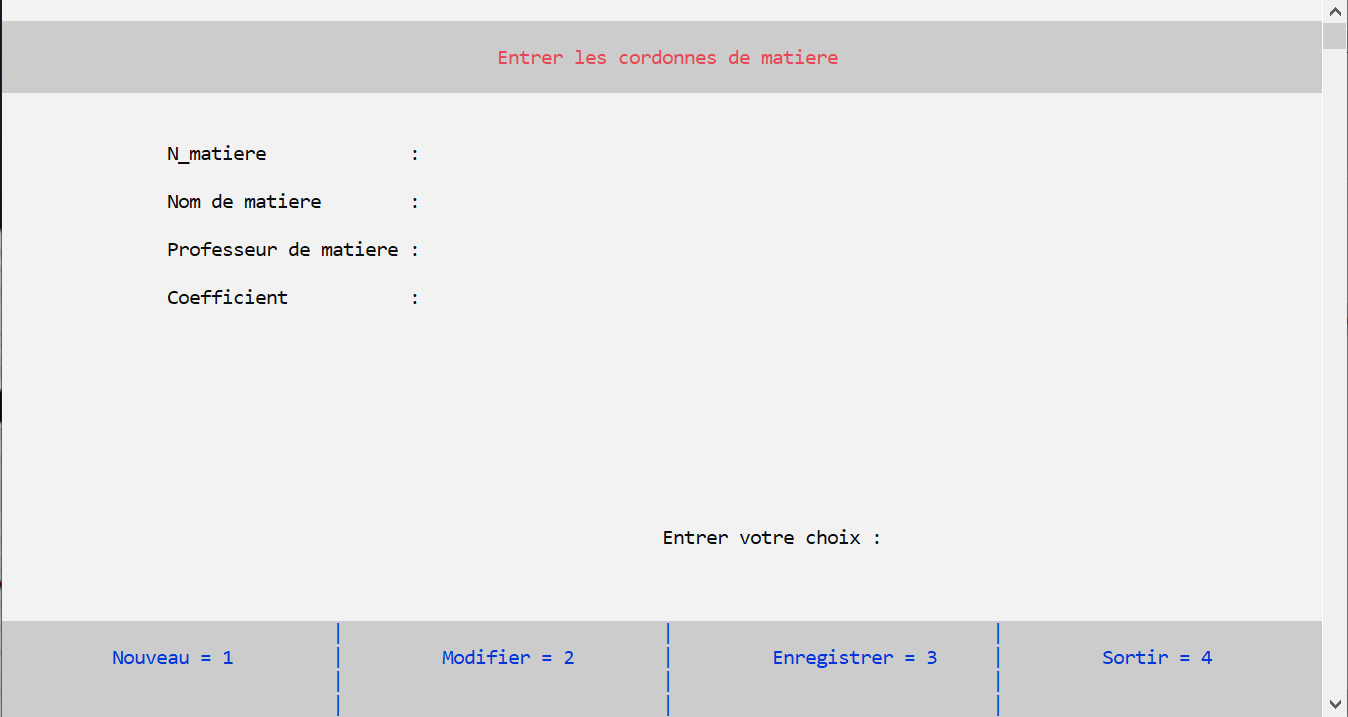 Entrer les cordonnes de matiere
N_matiere :
Nom de matiere :
Professeur de matiere :
Coefficient :
Entrer votre choix :
Nouveau = 1 | Modifier = 2 | Enregistrer = 3 | Sortir = 4